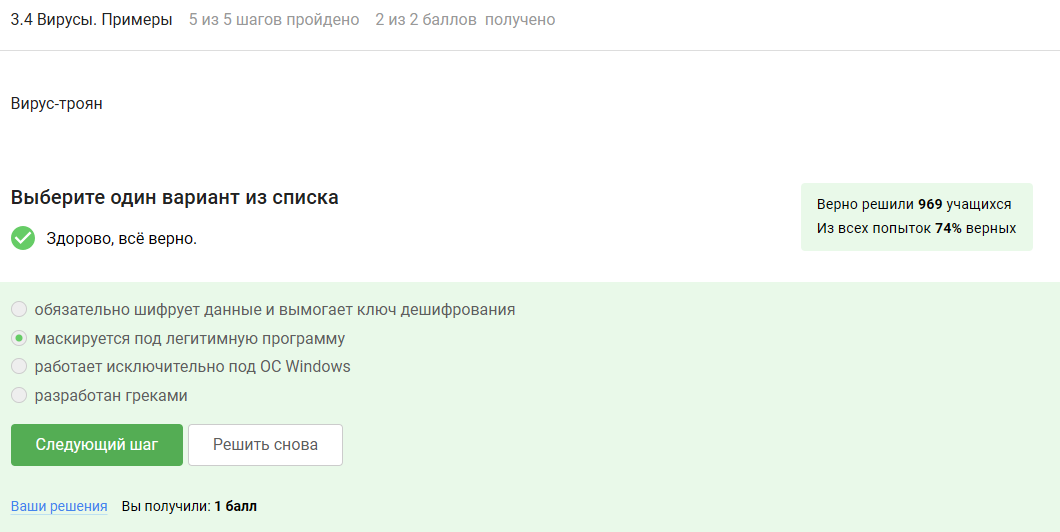 3.4 Вирусы. Примеры 5 из 5 шагов пройдено 2 из 2 баллов получено
Вирус-троян
Выберите один вариант из списка
Здорово, всё верно.
Верно решили 969 учащихся
Из всех попыток 74% верных
обязательно шифрует данные и вымогает ключ дешифрования
маскируется под легитимную программу
работает исключительно под ОС Windows
разработан греками
Следующий шаг Решить снова
Ваши решения Вы получили: 1 балл